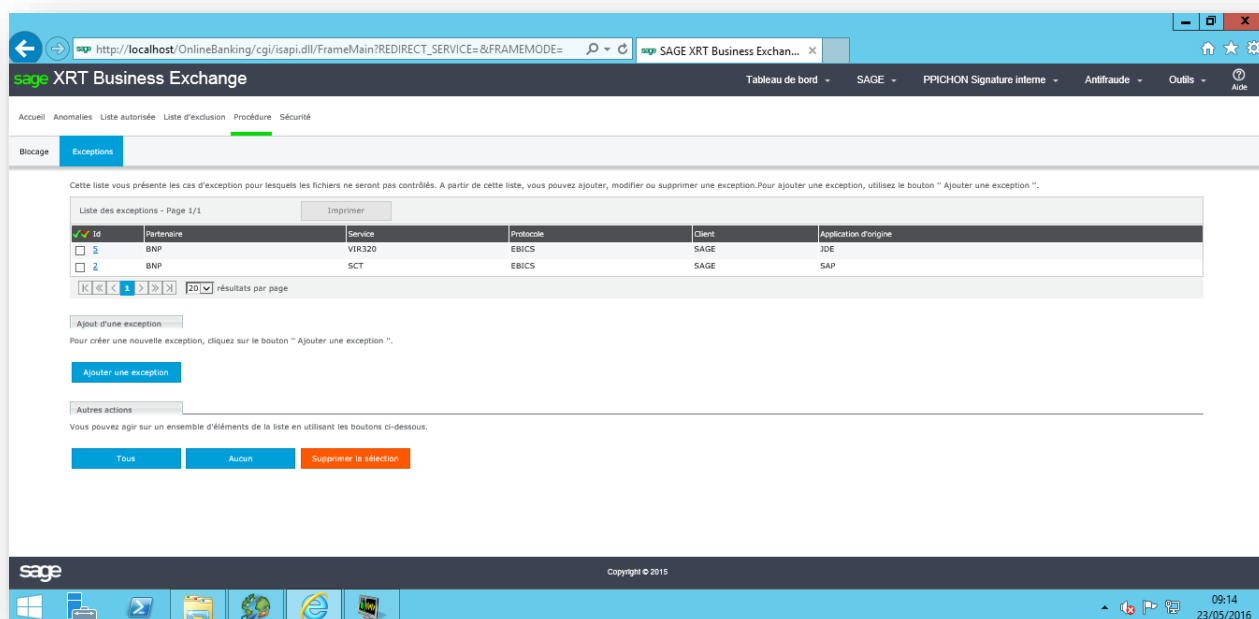 http://localhost/OnlineBanking/cgi/isapi.dll/FrameMain?REDIRECT_SERVICE=&FRAMEMODE= sage SAGE XRT Business Exchan...
sage XRT Business Exchange Tableau de bord SAGE PPICHON Signature interne Antifraude Outils Aide
Accueil Anomalies Liste autorisée Liste d'exclusion Procédure Sécurité
Blocage Exceptions
Cette liste vous présente les cas d'exception pour lesquels les fichiers ne seront pas contrôlés. A partir de cette liste, vous pouvez ajouter, modifier ou supprimer une exception.Pour ajouter une exception, utilisez le bouton " Ajouter une exception ".
Liste des exceptions - Page 1/1 Imprimer
Id Partenaire Service Protocole Client Application d'origine
5 BNP VIR320 EBICS SAGE JDE
2 BNP SCT EBICS SAGE SAP
1 20 résultats par page
Ajout d'une exception
Pour créer une nouvelle exception, cliquez sur le bouton " Ajouter une exception ".
Ajouter une exception
Autres actions
Vous pouvez agir sur un ensemble d'éléments de la liste en utilisant les boutons ci-dessous.
Tous Aucun Supprimer la sélection
sage Copyright © 2015
09:14
23/05/2016